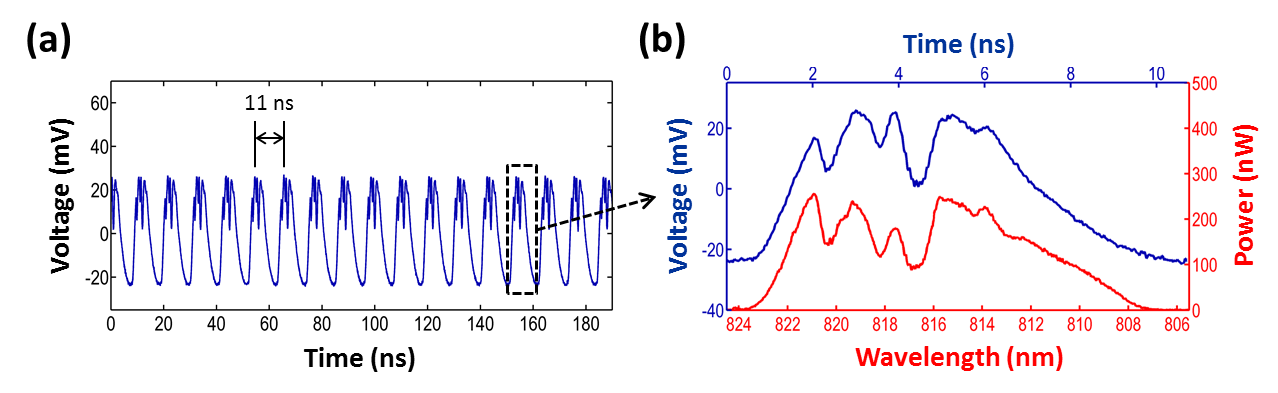 (a)
11 ns
60
40
20
0
-20
Voltage (mV)
0 20 40 60 80 100 120 140 160 180
Time (ns)
(b)
Time (ns)
0 2 4 6 8 10
20
0
-20
-40
Voltage (mV)
500
400
300
200
100
0
Power (nW)
824 822 820 818 816 814 812 810 808 806
Wavelength (nm)